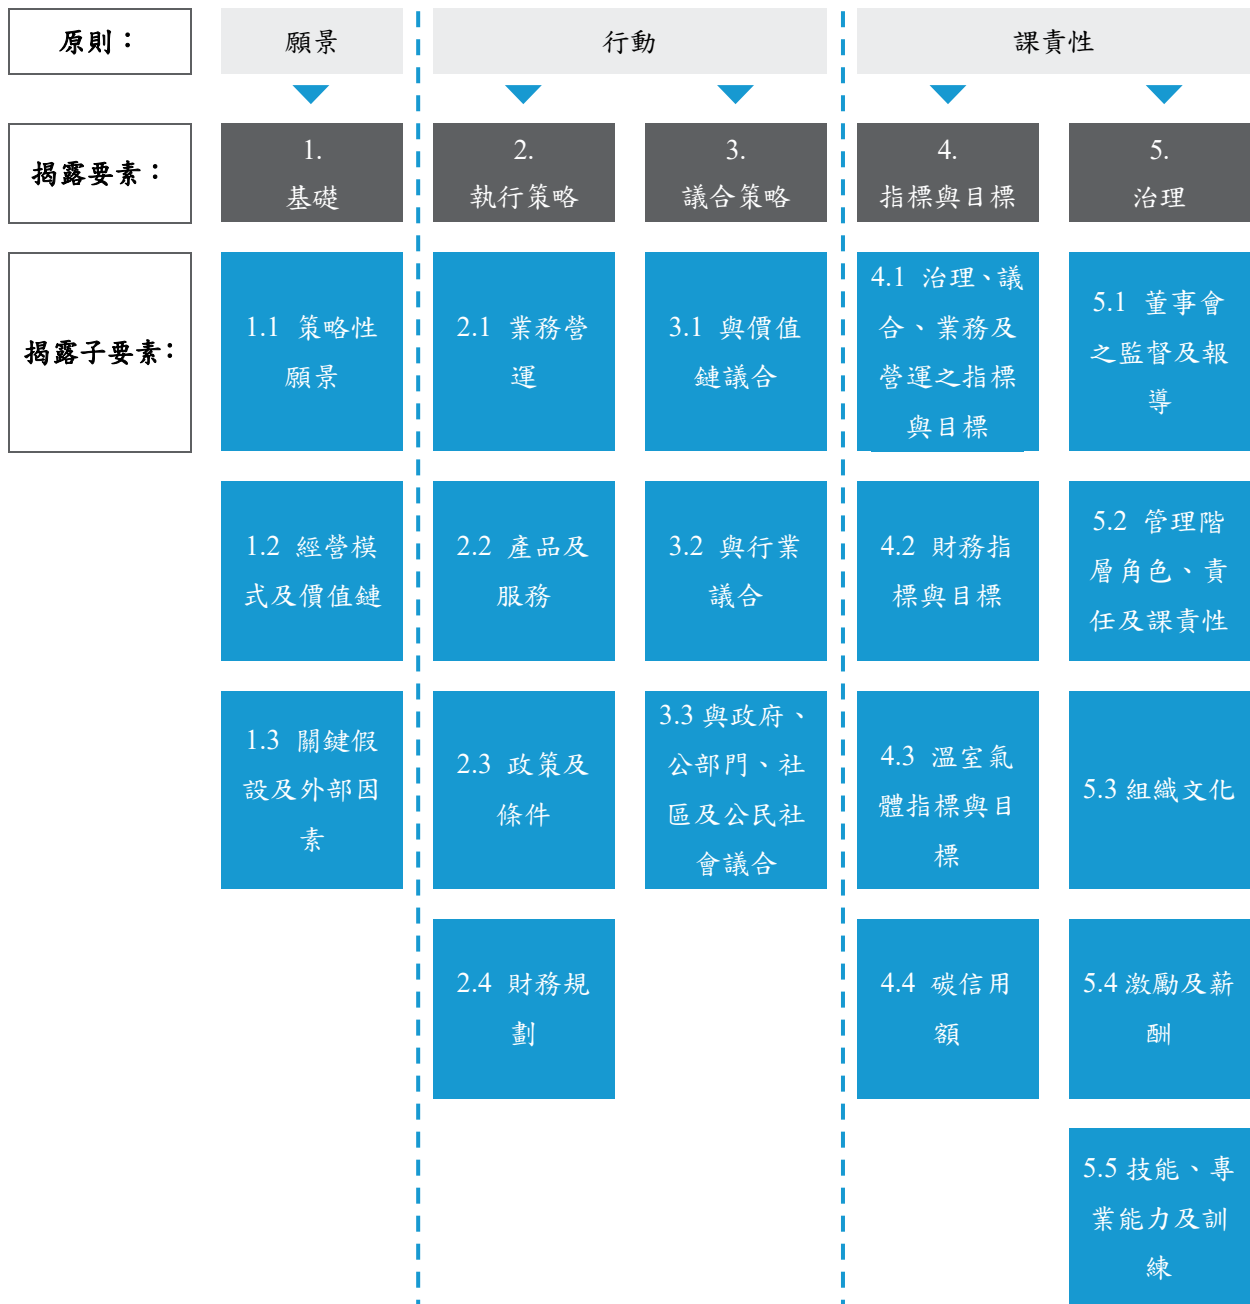 原則：
願景
行動
課責性
揭露要素：
1.
基礎
2.
執行策略
3.
議合策略
4.
指標與目標
5.
治理
揭露子要素：
1.1 策略性
願景
2.1 業務營
運
3.1 與價值
鏈議合
4.1 治理、議
合、業務及
營運之指標
與目標
5.1 董事會
之監督及報
導
1.2 經營模
式及價值鏈
2.2 產品及
服務
3.2 與行業
議合
4.2 財務指
標與目標
5.2 管理階
層角色、責
任及課責性
1.3 關鍵假
設及外部因
素
2.3 政策及
條件
3.3 與政府、
公部門、社
區及公民社
會議合
4.3 溫室氣
體指標與目
標
5.3 組織文化
2.4 財務規
劃
4.4 碳信用
額
5.4 激勵及薪
酬
5.5 技能、專
業能力及訓
練